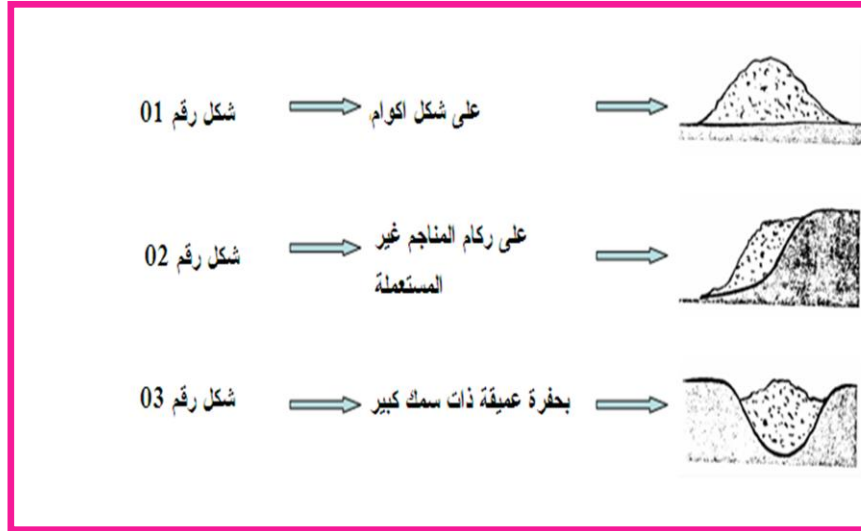 شكل رقم 01
على شكل اكوام
شكل رقم 02
على ركام المناجم غير
المستعملة
شكل رقم 03
بحفرة عميقة ذات سمك كبير